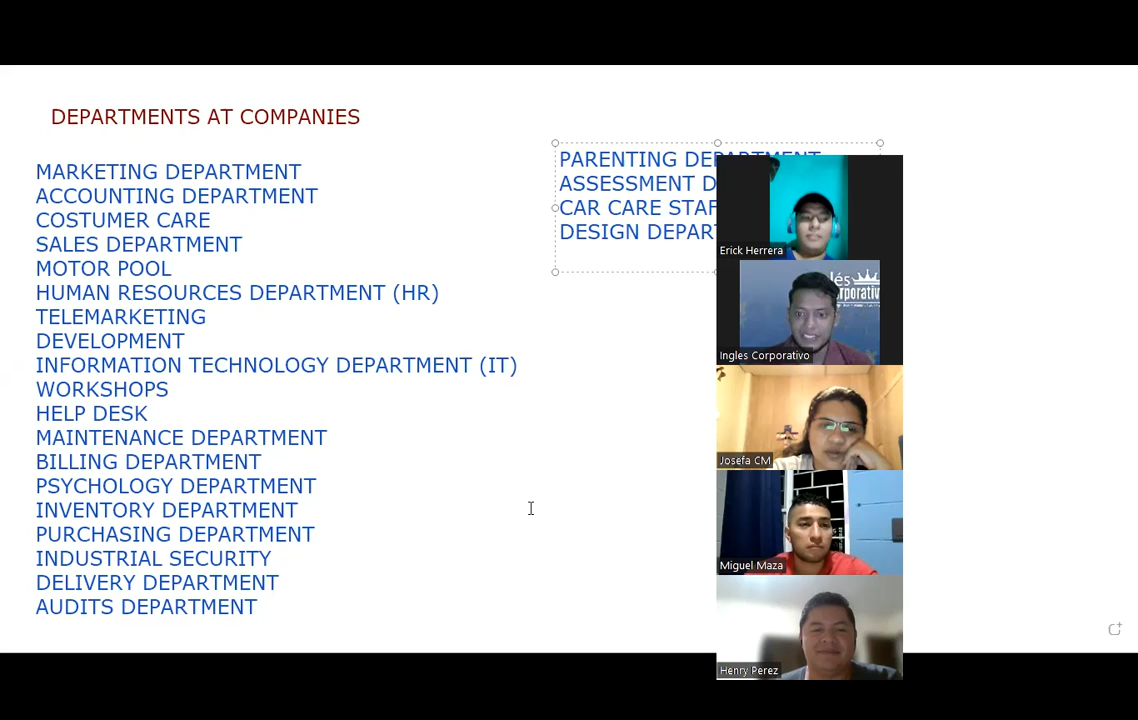 DEPARTMENTS AT COMPANIES
MARKETING DEPARTMENT
ACCOUNTING DEPARTMENT
COSTUMER CARE
SALES DEPARTMENT
MOTOR POOL
HUMAN RESOURCES DEPARTMENT (HR)
TELEMARKETING
DEVELOPMENT
INFORMATION TECHNOLOGY DEPARTMENT (IT)
WORKSHOPS
HELP DESK
MAINTENANCE DEPARTMENT
BILLING DEPARTMENT
PSYCHOLOGY DEPARTMENT
INVENTORY DEPARTMENT
PURCHASING DEPARTMENT
INDUSTRIAL SECURITY
DELIVERY DEPARTMENT
AUDITS DEPARTMENT
PARENTING DEPARTMENT
ASSESSMENT
CAR CARE
DESIGN
Erick Herrera
Ingles Corporativo
Josefa CM
Miguel Maza
Henry Perez